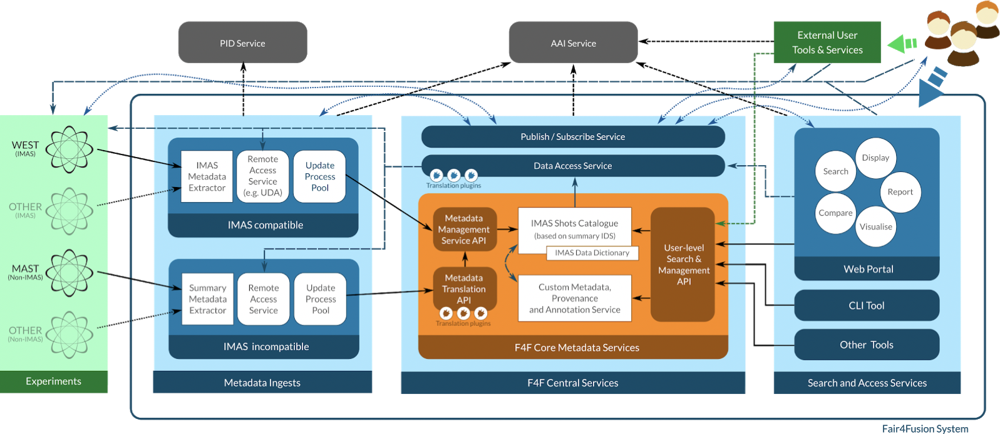 PID Service
AAI Service
External User
Tools & Services
WEST
(IMAS)
OTHER
(IMAS)
MAST
(Non-IMAS)
OTHER
(Non-IMAS)
Experiments
IMAS
Metadata
Extractor
Remote
Access
Service
(e.g. UDA)
Update
Process
Pool
IMAS compatible
Summary
Metadata
Extractor
Remote
Access
Service
Update
Process
Pool
IMAS incompatible
Metadata Ingests
Publish / Subscribe Service
Data Access Service
Translation plugins
Metadata
Management
Service API
Metadata
Translation
API
Translation plugins
IMAS Shots Catalogue
(based on summary IDS)
IMAS Data Dictionary
Custom Metadata,
Provenance
and Annotation Service
User-level
Search &
Management
API
F4F Core Metadata Services
F4F Central Services
Search
Display
Report
Compare
Visualise
Web Portal
CLI Tool
Other Tools
Search and Access Services
Fair4Fusion System